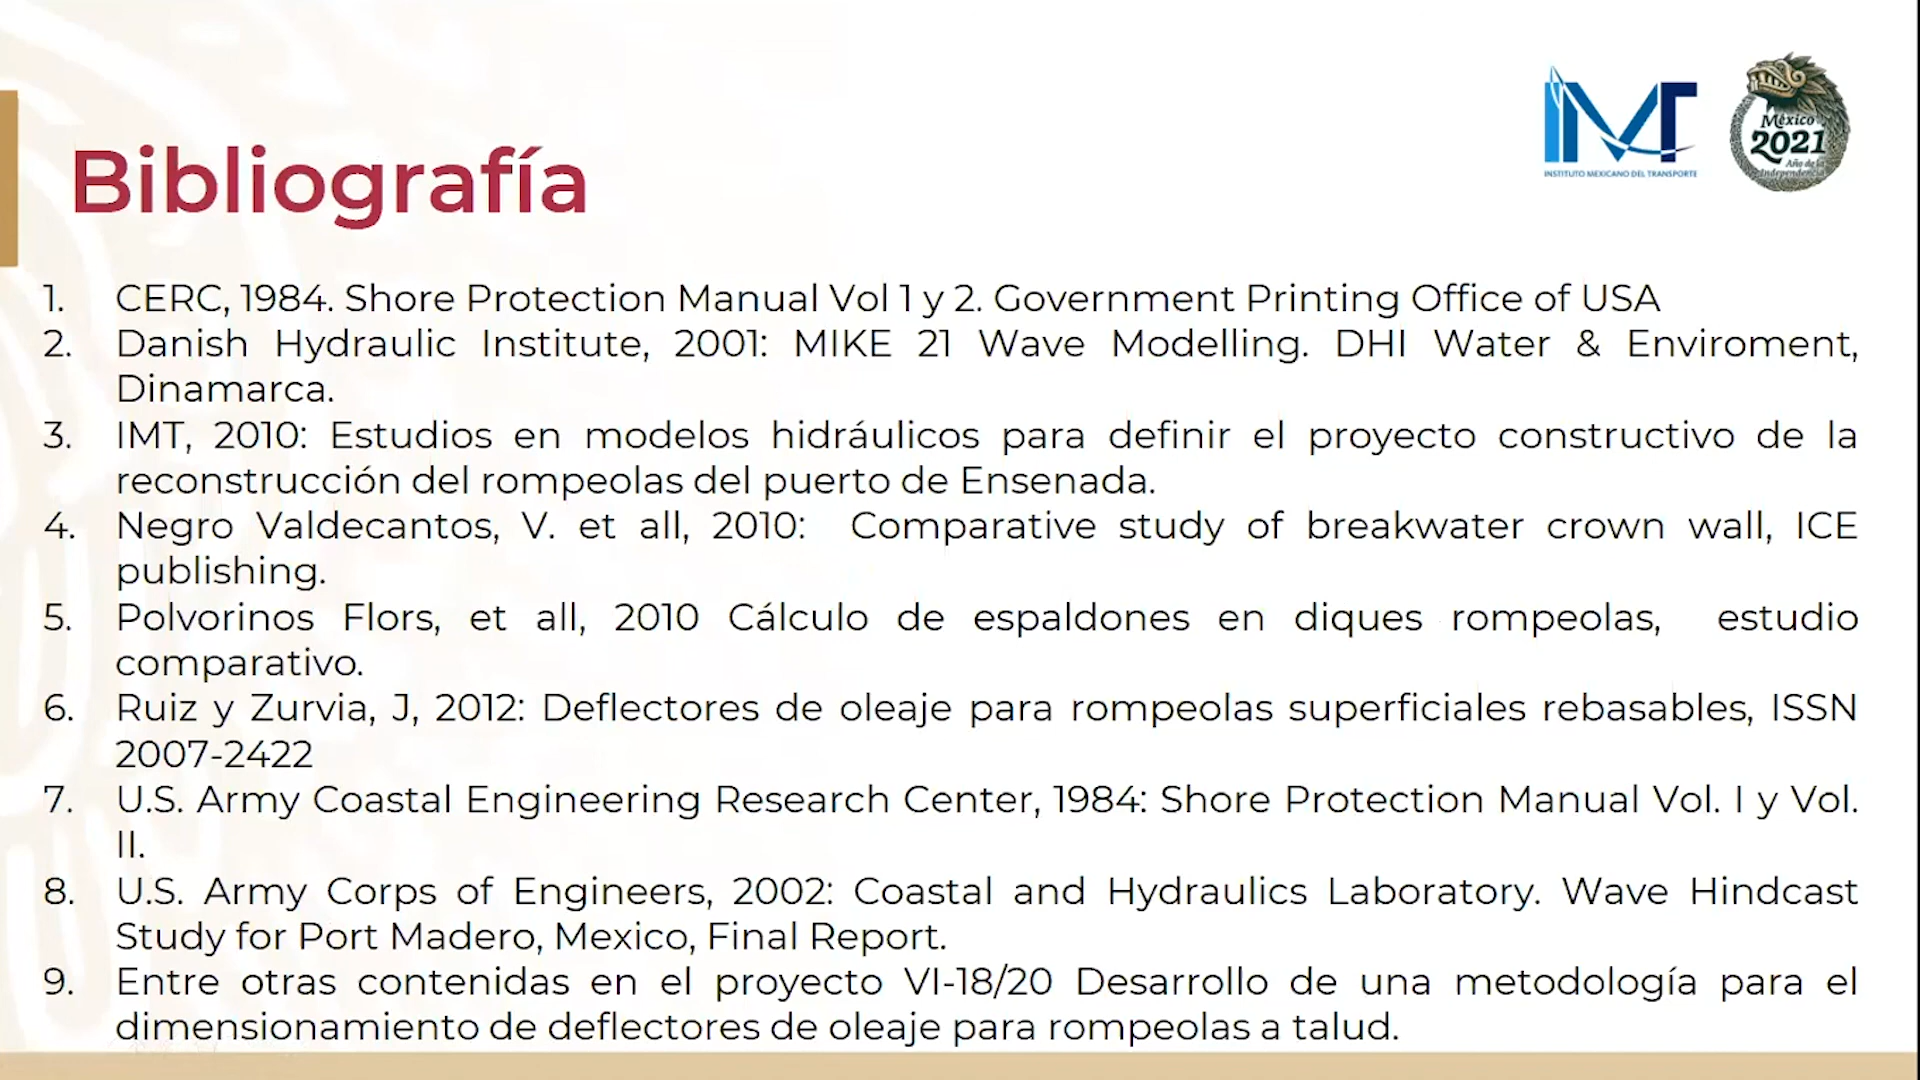 IMT
INSTITUTO MEXICANO DEL TRANSPORTE
México
2021
Año de la
Independencia
Bibliografía
1. CERC, 1984. Shore Protection Manual Vol 1 y 2. Government Printing Office of USA
2. Danish Hydraulic Institute, 2001: MIKE 21 Wave Modelling. DHI Water & Enviroment,
Dinamarca.
3. IMT, 2010: Estudios en modelos hidráulicos para definir el proyecto constructivo de la
reconstrucción del rompeolas del puerto de Ensenada.
4. Negro Valdecantos, V. et all, 2010: Comparative study of breakwater crown wall, ICE
publishing.
5. Polvorinos Flors, et all, 2010 Cálculo de espaldones en diques rompeolas, estudio
comparativo.
6. Ruiz y Zurvia, J, 2012: Deflectores de oleaje para rompeolas superficiales rebasables, ISSN
2007-2422
7. U.S. Army Coastal Engineering Research Center, 1984: Shore Protection Manual Vol. I y Vol.
II.
8. U.S. Army Corps of Engineers, 2002: Coastal and Hydraulics Laboratory. Wave Hindcast
Study for Port Madero, Mexico, Final Report.
9. Entre otras contenidas en el proyecto VI-18/20 Desarrollo de una metodología para el
dimensionamiento de deflectores de oleaje para rompeolas a talud.